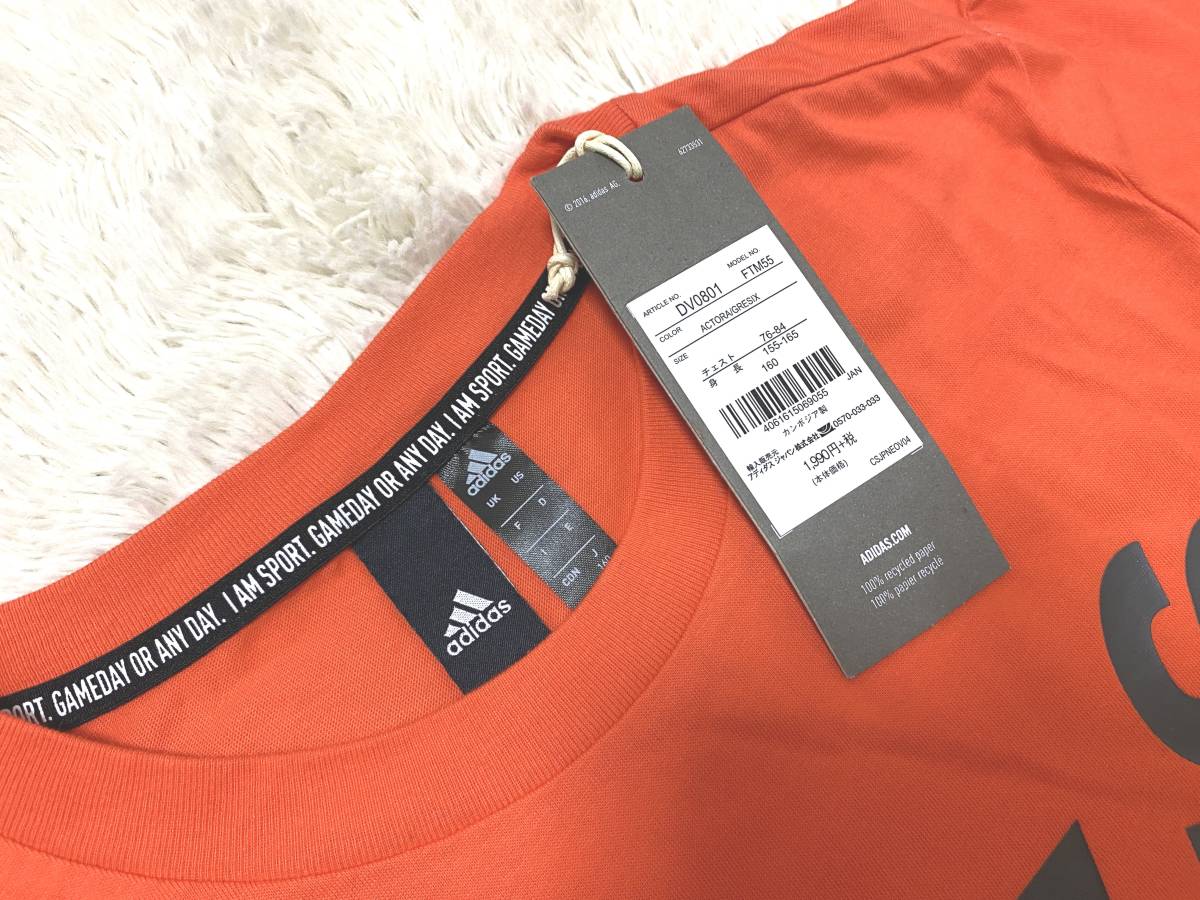 62733531
© 2016, adidas AG.
ARTICLE NO. MODEL NO.
DV0801 FTM55
COLOR ACTORA/GRESIX
SIZE
チェスト 76-84
身 長 155-165
160
JAN
4061615069055
カンボジア製
輸入販売元
アディダス ジャパン株式会社 0570-033-033
1,990円+税
(本体価格) CSJPNEOV04
ADIDAS.COM
100% recycled paper
100% papier recycle
PORT. GAMEDAY OR ANY DAY. I AM SPORT. GAMEDAY OR ANY DAY. I AM SPORT. GAMEDAY O
adidas
UK US
F D
I E
CDN J
160
adidas